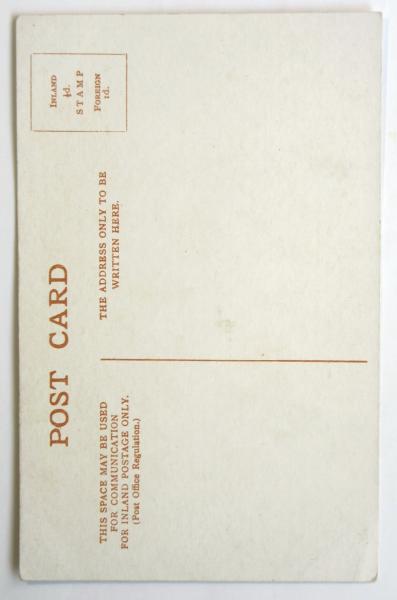 POST CARD
INLAND
½d.
STAMP
FOREIGN
1d.
THIS SPACE MAY BE USED
FOR COMMUNICATION
FOR INLAND POSTAGE ONLY.
(Post Office Regulation.)
THE ADDRESS ONLY TO BE
WRITTEN HERE.